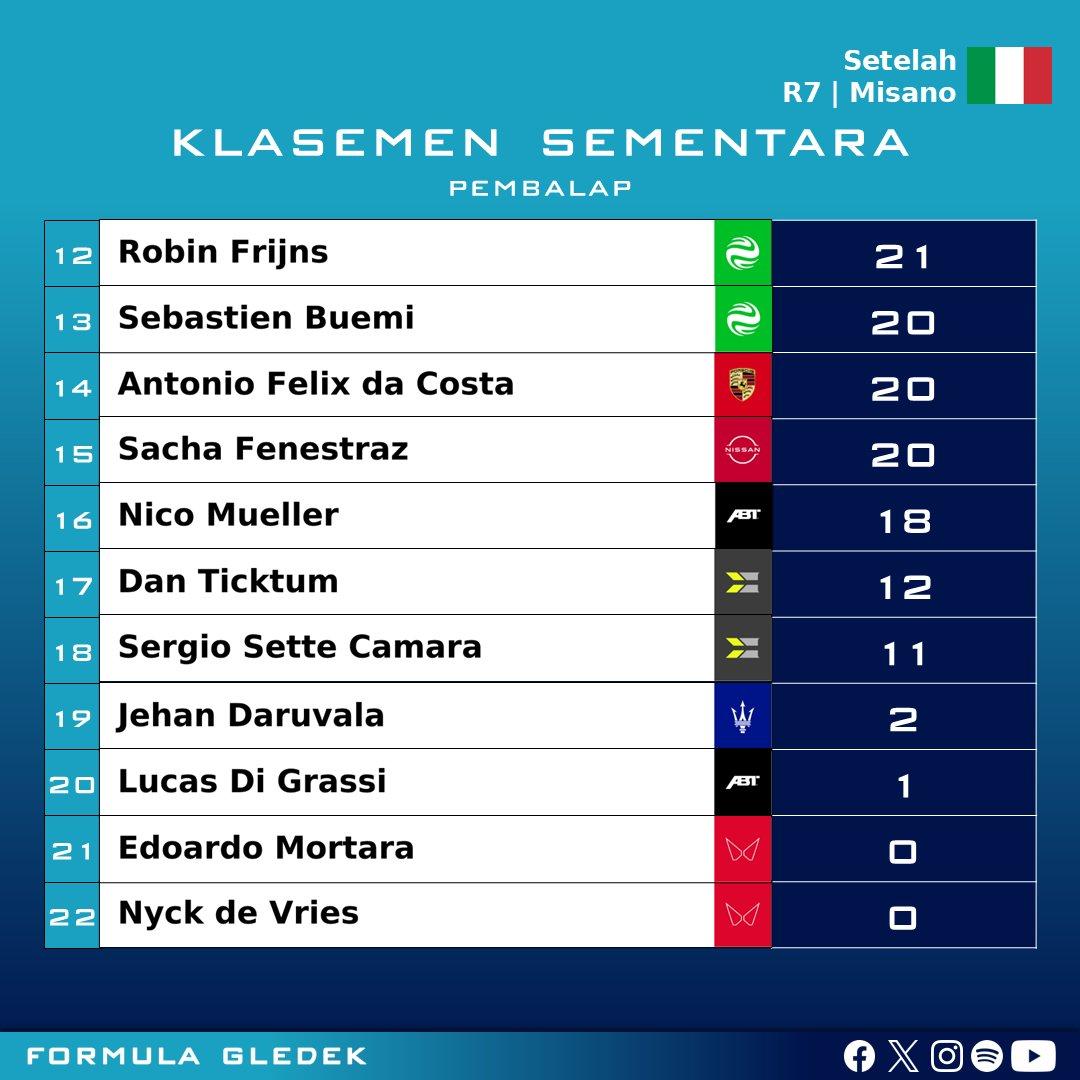 Setelah
R7 | Misano
KLASEMEN SEMENTARA
PEMBALAP
12 Robin Frijns 21
13 Sebastien Buemi 20
14 Antonio Felix da Costa 20
15 Sacha Fenestraz NISSAN 20
16 Nico Mueller ABT 18
17 Dan Ticktum 12
18 Sergio Sette Camara 11
19 Jehan Daruvala 2
20 Lucas Di Grassi ABT 1
21 Edoardo Mortara 0
22 Nyck de Vries 0
FORMULA GLEDEK